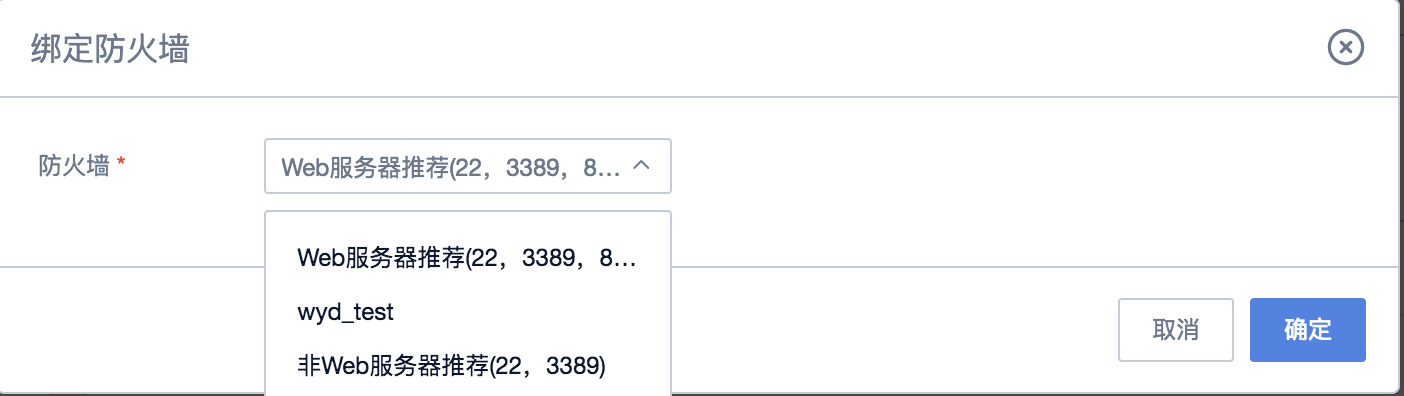 绑定防火墙
防火墙 *
Web服务器推荐(22，3389，8...
Web服务器推荐(22，3389，8...
wyd_test
非Web服务器推荐(22，3389)
取消
确定